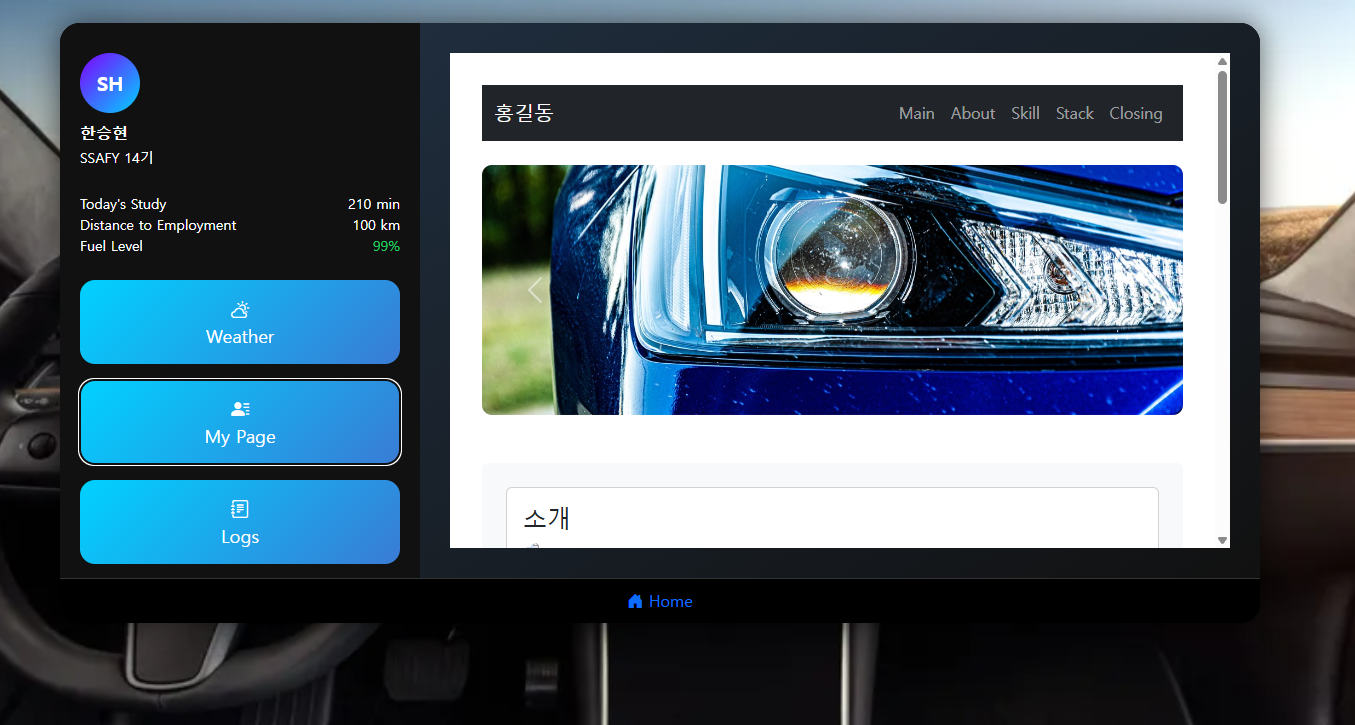 SH
한승현
SSAFY 14기
Today's Study 210 min
Distance to Employment 100 km
Fuel Level 99%
Weather
My Page
Logs
홍길동 Main About Skill Stack Closing
소개
Home